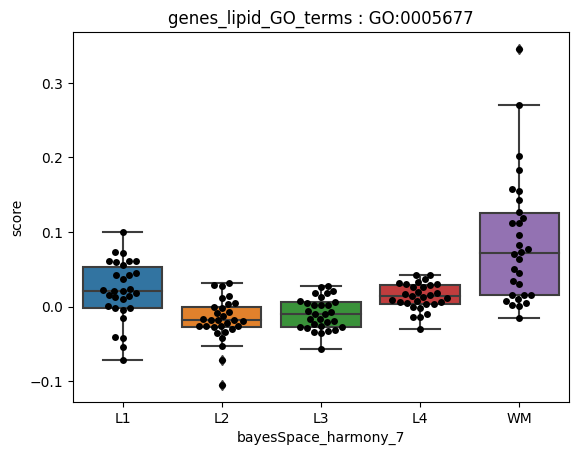 genes_lipid_GO_terms : GO:0005677
score
0.3
0.2
0.1
0.0
−0.1
L1 L2 L3 L4 WM
bayesSpace_harmony_7